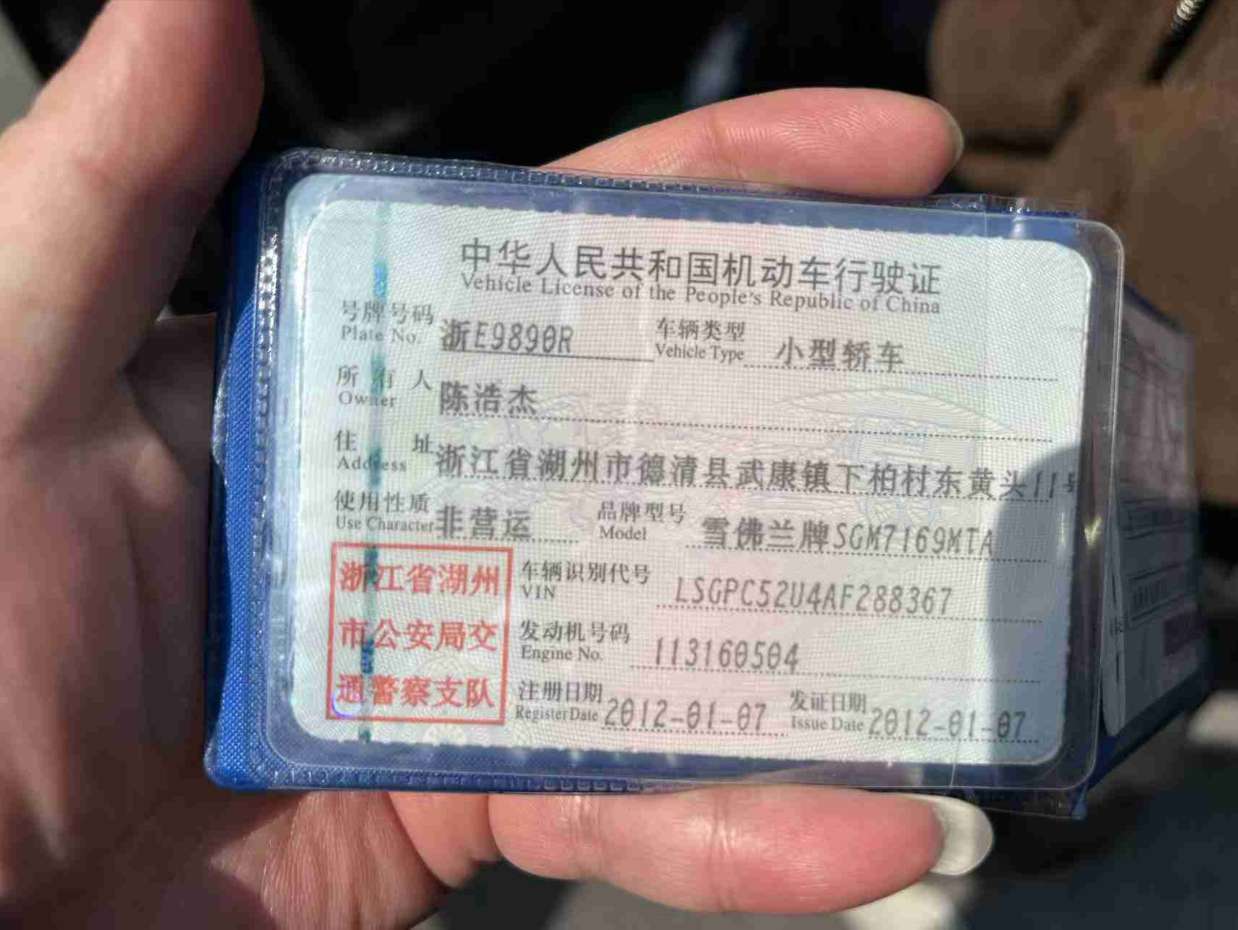 中华人民共和国机动车行驶证
Vehicle License of the People's Republic of China
号牌号码 浙E9890R 车辆类型 小型轿车
Plate No. Vehicle Type
所有人 陈浩杰
Owner
住址 浙江省湖州市德清县武康镇下柏村东黄头11号
Address
使用性质 非营运 品牌型号 雪佛兰牌SGM7169MTA
Use Character Model
浙江省湖州
市公安局交
通警察支队
车辆识别代号 LSGPC52U4AF288367
VIN
发动机号码 113160504
Engine No.
注册日期 2012-01-07 发证日期 2012-01-07
Register Date Issue Date